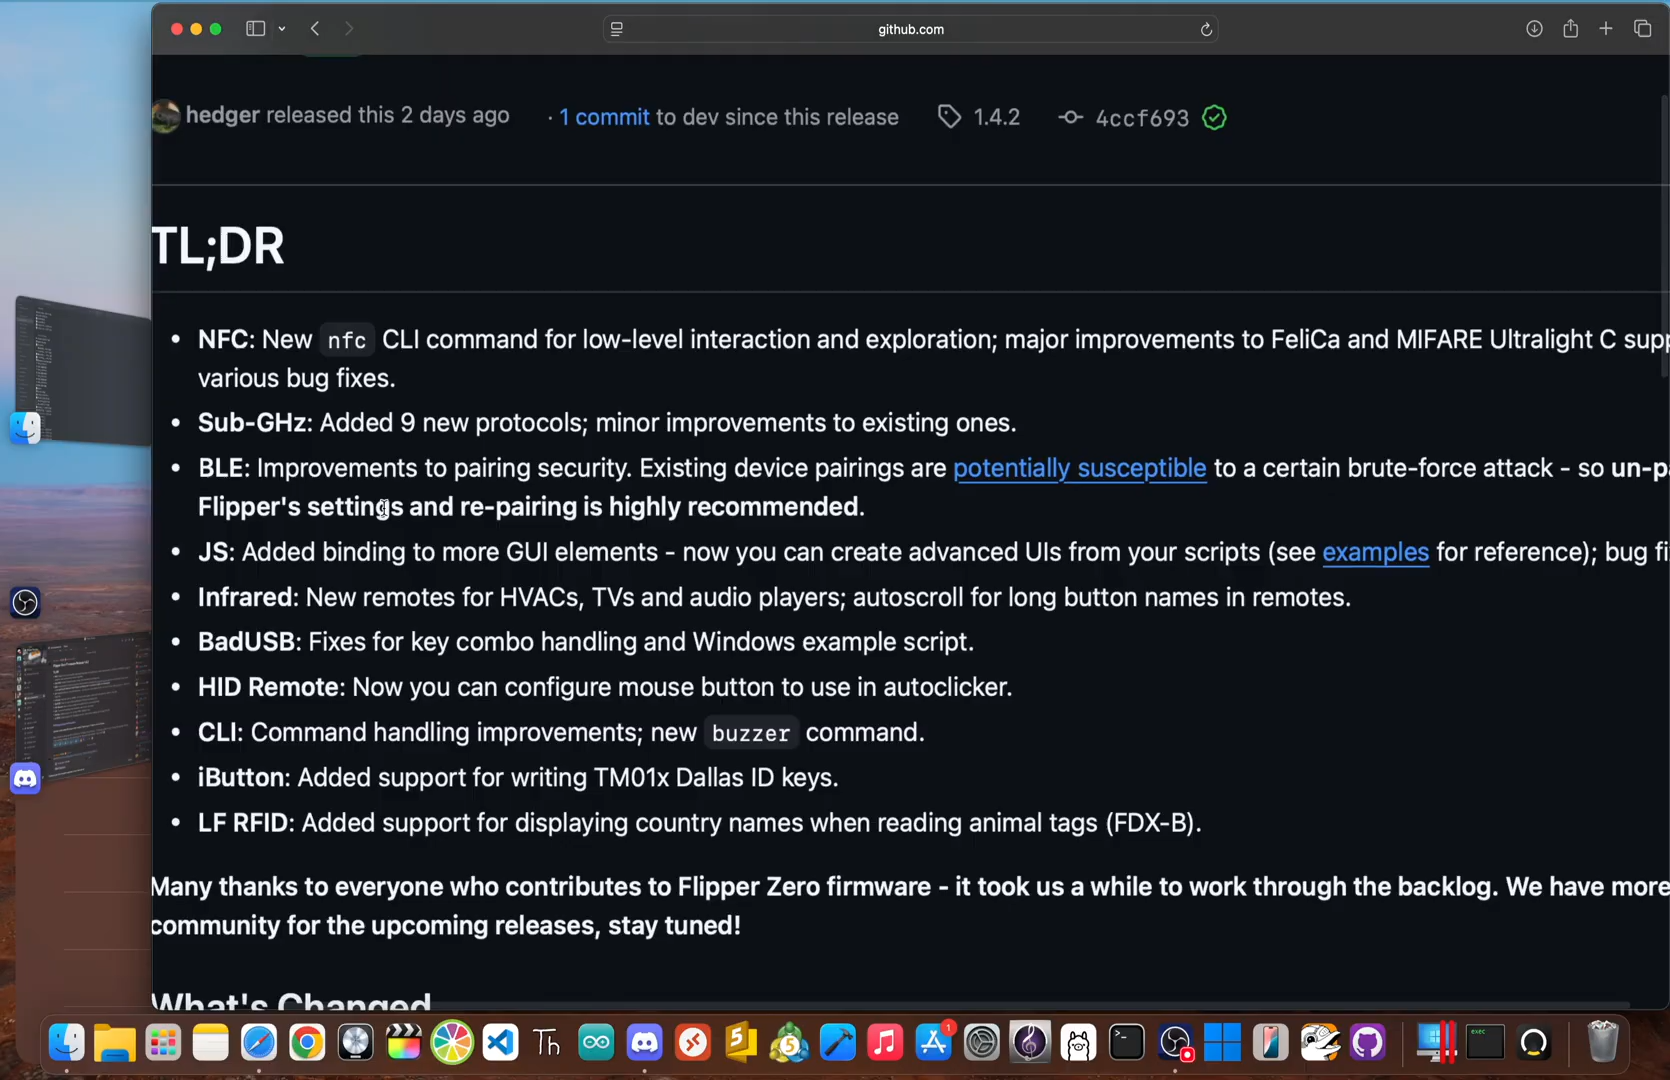 github.com
hedger released this 2 days ago · 1 commit to dev since this release 1.4.2 4ccf693
TL;DR
• NFC: New nfc CLI command for low-level interaction and exploration; major improvements to FeliCa and MIFARE Ultralight C supp
various bug fixes.
• Sub-GHz: Added 9 new protocols; minor improvements to existing ones.
• BLE: Improvements to pairing security. Existing device pairings are potentially susceptible to a certain brute-force attack - so un-pa
Flipper's settings and re-pairing is highly recommended.
• JS: Added binding to more GUI elements - now you can create advanced UIs from your scripts (see examples for reference); bug fi
• Infrared: New remotes for HVACs, TVs and audio players; autoscroll for long button names in remotes.
• BadUSB: Fixes for key combo handling and Windows example script.
• HID Remote: Now you can configure mouse button to use in autoclicker.
• CLI: Command handling improvements; new buzzer command.
• iButton: Added support for writing TM01x Dallas ID keys.
• LF RFID: Added support for displaying country names when reading animal tags (FDX-B).
Many thanks to everyone who contributes to Flipper Zero firmware - it took us a while to work through the backlog. We have more
community for the upcoming releases, stay tuned!
What's Changed
Th
5
5
1
exec